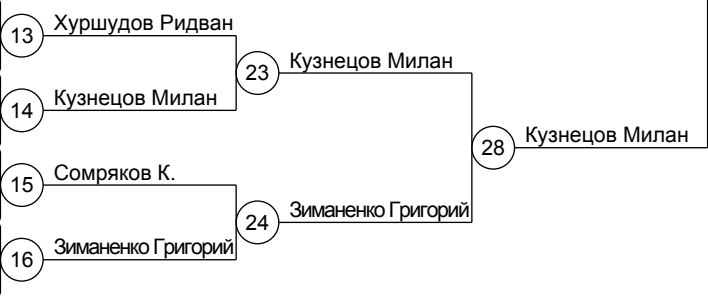 13 Хуршудов Ридван
23 Кузнецов Милан
14 Кузнецов Милан
28 Кузнецов Милан
15 Сомряков К.
24 Зиманенко Григорий
16 Зиманенко Григорий